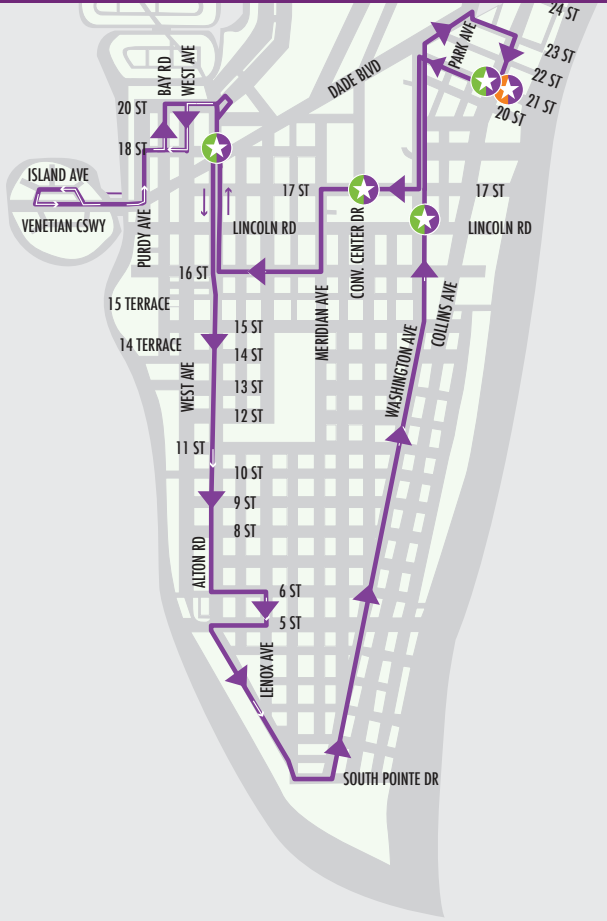 24 ST
PARK AVE
23 ST
22 ST
21 ST
20 ST
BAY RD
WEST AVE
DADE BLVD
20 ST
18 ST
ISLAND AVE
VENETIAN CSWY
PURDY AVE
17 ST
17 ST
LINCOLN RD
LINCOLN RD
CONV. CENTER DR
16 ST
MERIDIAN AVE
COLLINS AVE
WASHINGTON AVE
15 TERRACE
14 TERRACE
15 ST
14 ST
WEST AVE
13 ST
12 ST
11 ST
10 ST
9 ST
8 ST
ALTON RD
6 ST
5 ST
LENOX AVE
SOUTH POINTE DR